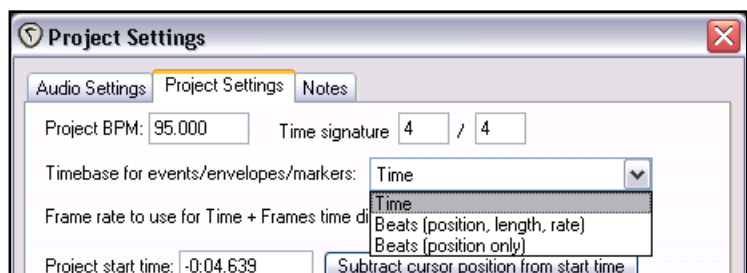 Project Settings
Audio Settings Project Settings Notes
Project BPM: 95.000 Time signature 4 / 4
Timebase for events/envelopes/markers: Time
Time
Frame rate to use for Time + Frames time di
Beats (position, length, rate)
Beats (position only)
Project start time: -0:04.639 Subtract cursor position from start time